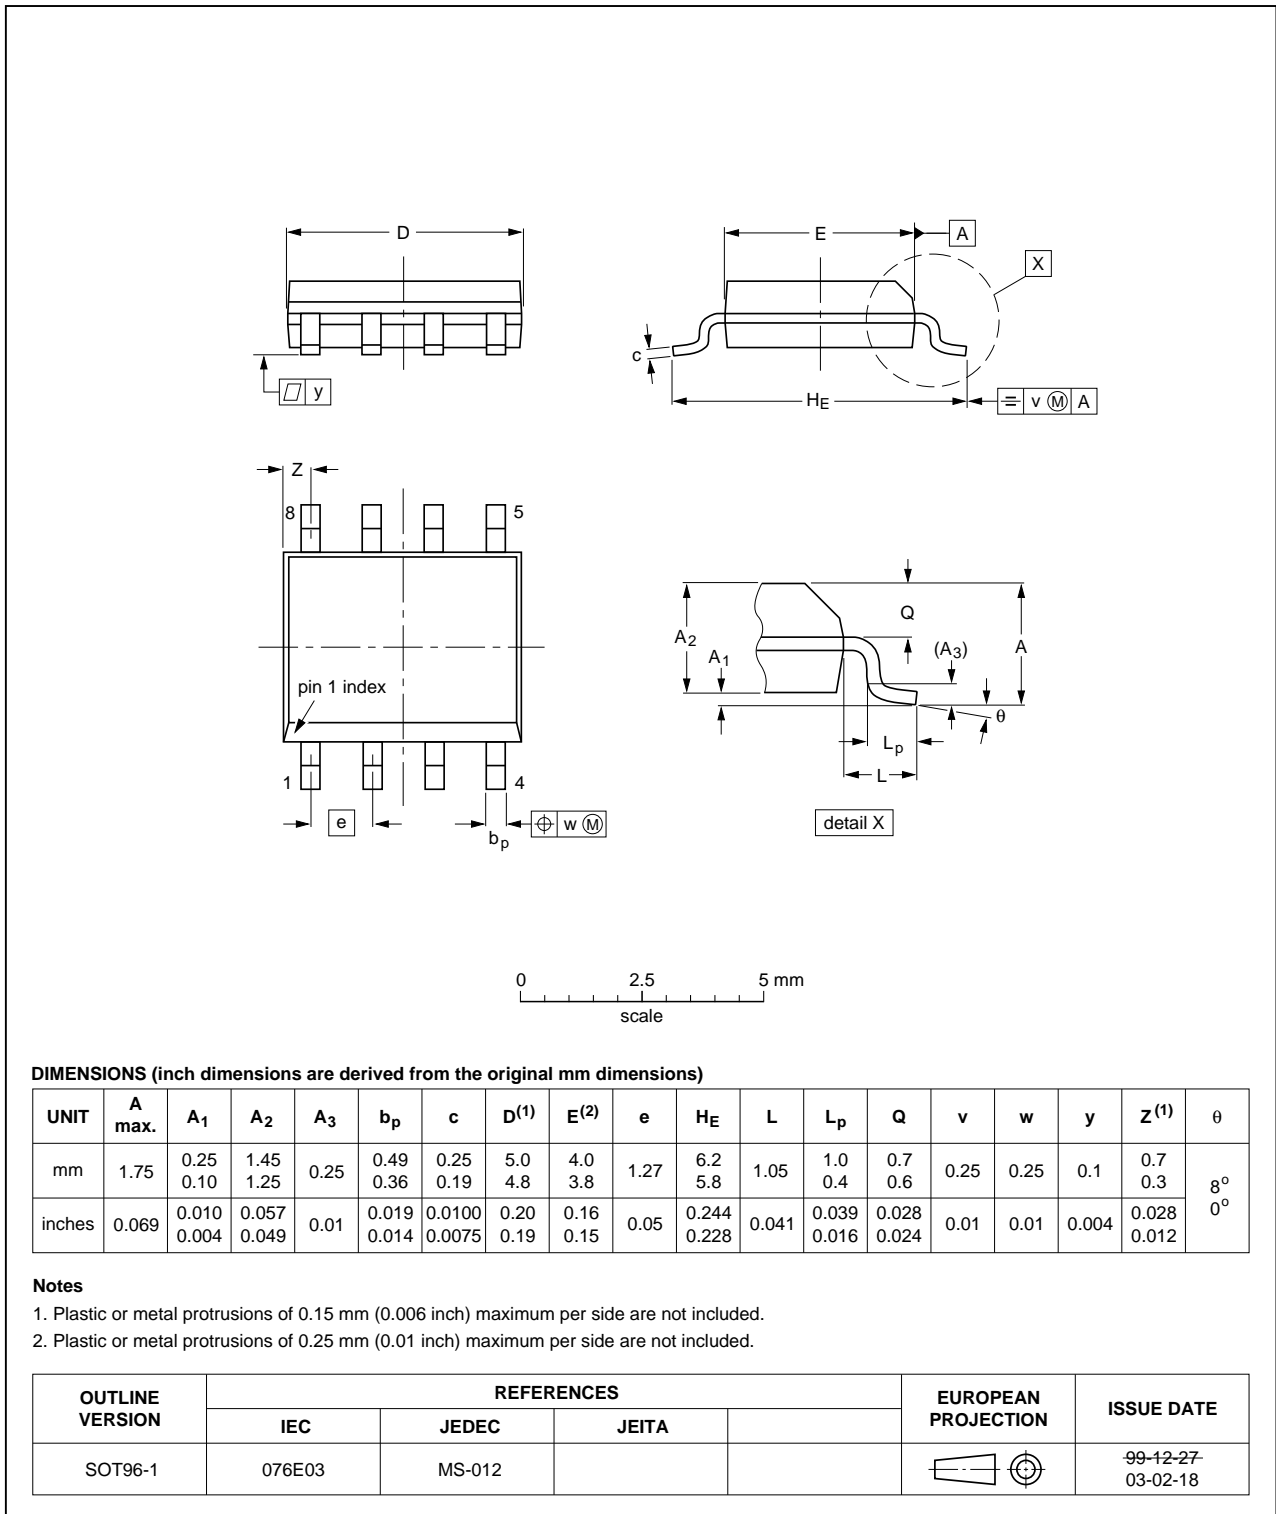 D
E
A
X
c
y
HE
v M A
Z
8
5
pin 1 index
1
4
e
w M
bp
Q
A2
A1
(A3)
A
θ
Lp
L
detail X
0 2.5 5 mm
scale
DIMENSIONS (inch dimensions are derived from the original mm dimensions)
UNIT A max. A1 A2 A3 bp c D(1) E(2) e HE L Lp Q v w y Z(1) θ
mm 1.75 0.25 0.10 1.45 1.25 0.25 0.49 0.36 0.25 0.19 5.0 4.8 4.0 3.8 1.27 6.2 5.8 1.05 1.0 0.4 0.7 0.6 0.25 0.25 0.1 0.7 0.3 8o 0o
inches 0.069 0.010 0.004 0.057 0.049 0.01 0.019 0.014 0.0100 0.0075 0.20 0.19 0.16 0.15 0.05 0.244 0.228 0.041 0.039 0.016 0.028 0.024 0.01 0.01 0.004 0.028 0.012
Notes
1. Plastic or metal protrusions of 0.15 mm (0.006 inch) maximum per side are not included.
2. Plastic or metal protrusions of 0.25 mm (0.01 inch) maximum per side are not included.
OUTLINE VERSION
REFERENCES
EUROPEAN PROJECTION
ISSUE DATE
IEC JEDEC JEITA
SOT96-1 076E03 MS-012
99-12-27
03-02-18